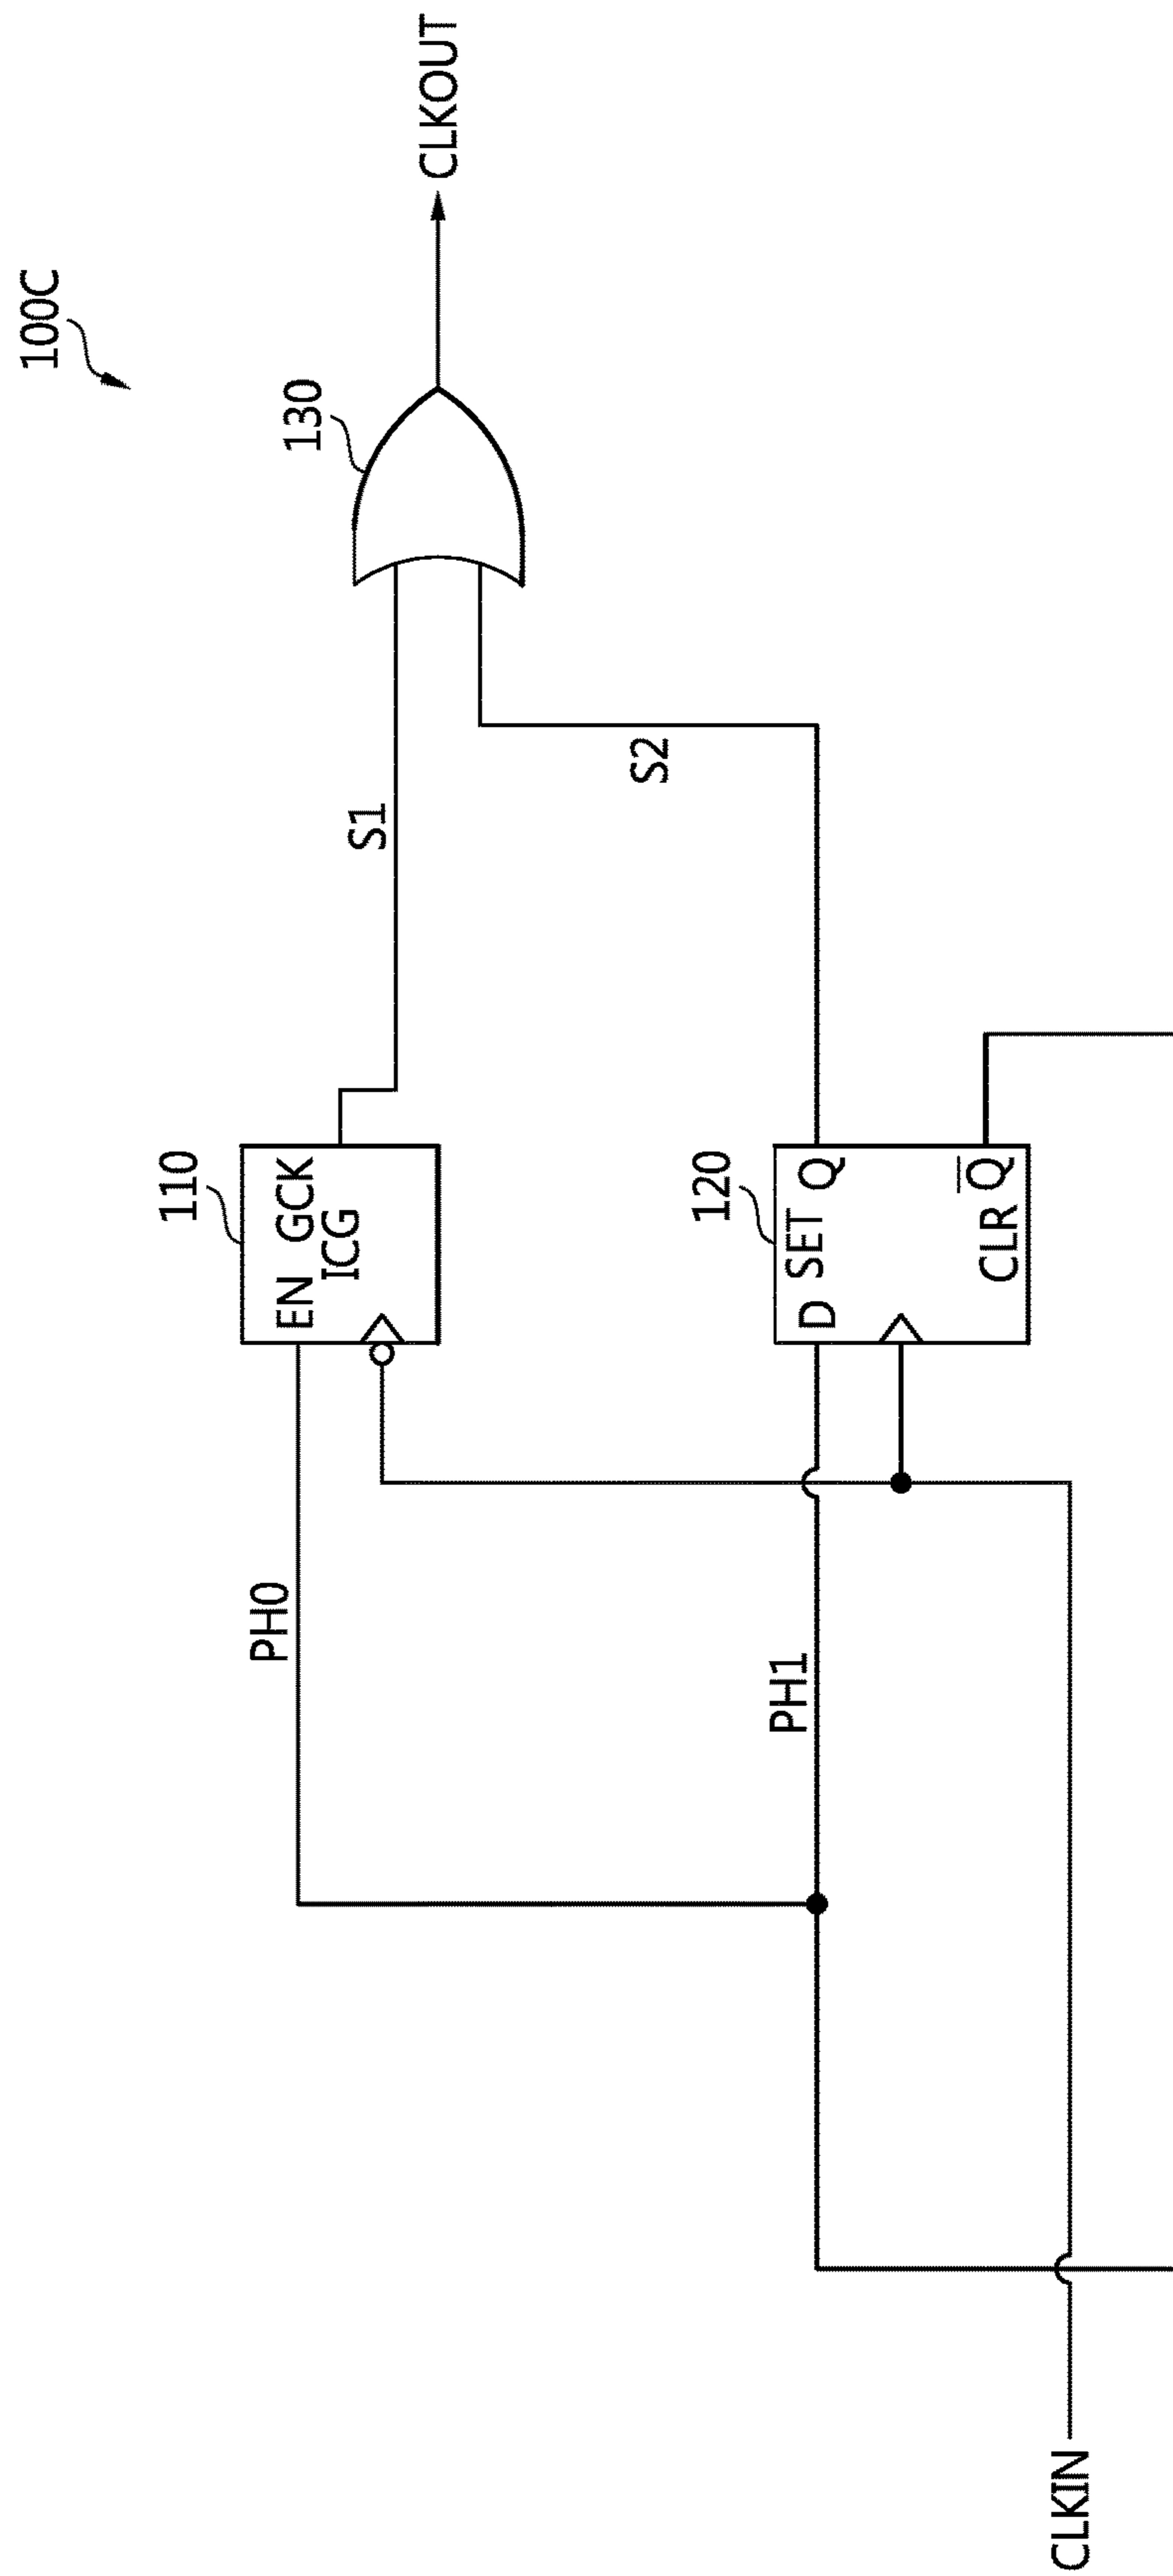 100C
130
CLKOUT
110
EN GCK
ICG
S1
PH0
S2
120
D SET Q
CLR Q̅
PH1
CLKIN